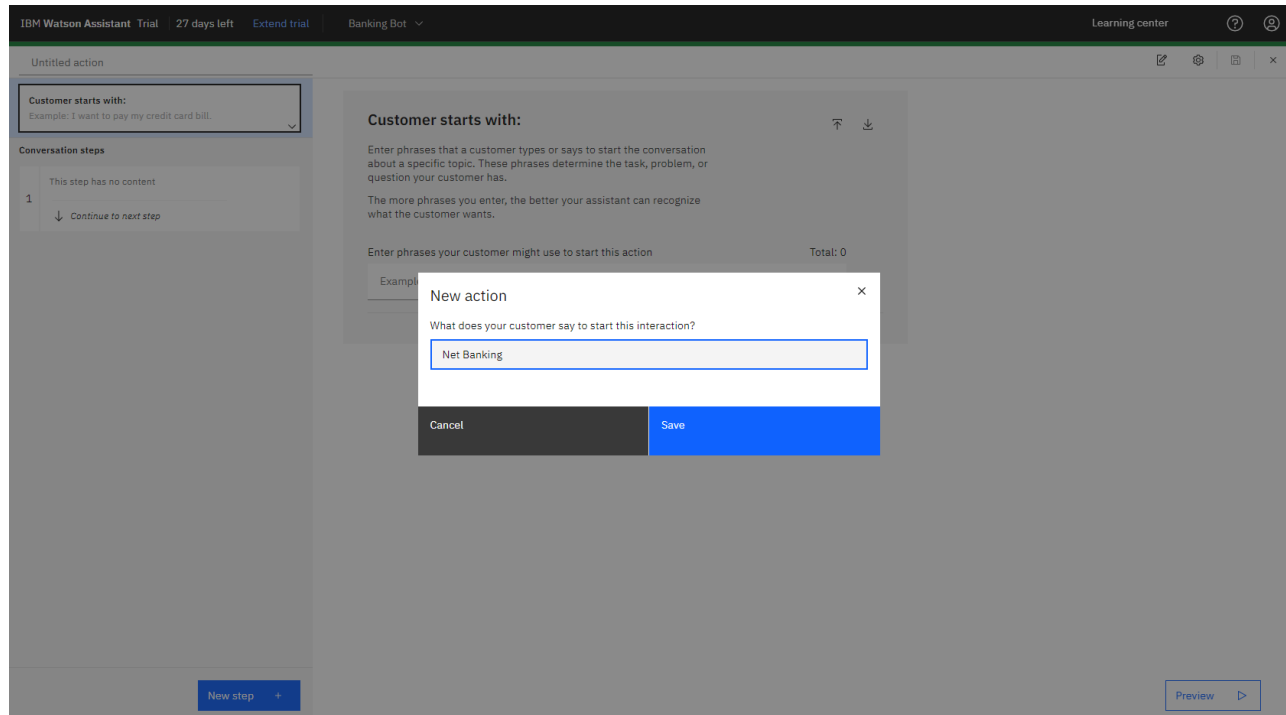 IBM Watson Assistant Trial 27 days left Extend trial Banking Bot Learning center
Untitled action
Customer starts with:
Example: I want to pay my credit card bill.
Conversation steps
1
This step has no content
Continue to next step
New step +
Customer starts with:
Enter phrases that a customer types or says to start the conversation
about a specific topic. These phrases determine the task, problem, or
question your customer has.
The more phrases you enter, the better your assistant can recognize
what the customer wants.
Enter phrases your customer might use to start this action Total: 0
New action
What does your customer say to start this interaction?
Net Banking
Cancel Save
Preview